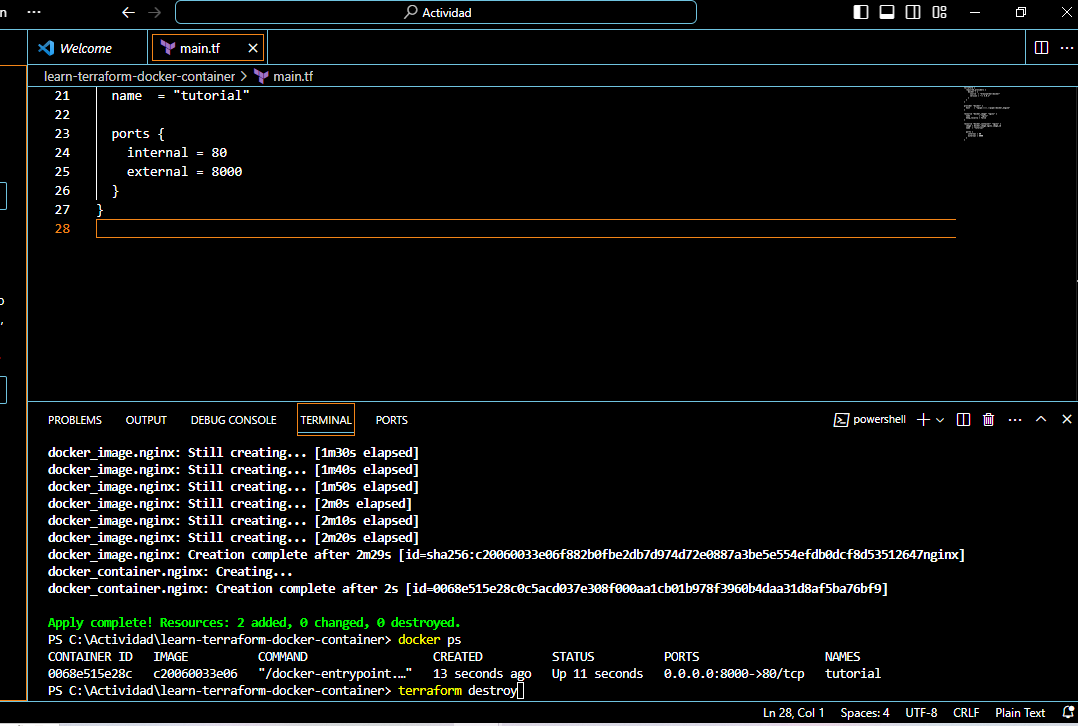 n ··· Actividad
Welcome main.tf
learn-terraform-docker-container > main.tf
21 name = "tutorial"
22
23 ports {
24 internal = 80
25 external = 8000
26 }
27 }
28
PROBLEMS OUTPUT DEBUG CONSOLE TERMINAL PORTS powershell
docker_image.nginx: Still creating... [1m30s elapsed]
docker_image.nginx: Still creating... [1m40s elapsed]
docker_image.nginx: Still creating... [1m50s elapsed]
docker_image.nginx: Still creating... [2m0s elapsed]
docker_image.nginx: Still creating... [2m10s elapsed]
docker_image.nginx: Still creating... [2m20s elapsed]
docker_image.nginx: Creation complete after 2m29s [id=sha256:c20060033e06f882b0fbe2db7d974d72e0887a3be5e554efdb0dcf8d53512647nginx]
docker_container.nginx: Creating...
docker_container.nginx: Creation complete after 2s [id=0068e515e28c0c5acd037e308f000aa1cb01b978f3960b4daa31d8af5ba76bf9]
Apply complete! Resources: 2 added, 0 changed, 0 destroyed.
PS C:\Actividad\learn-terraform-docker-container> docker ps
CONTAINER ID IMAGE COMMAND CREATED STATUS PORTS NAMES
0068e515e28c c20060033e06 "/docker-entrypoint.…" 13 seconds ago Up 11 seconds 0.0.0.0:8000->80/tcp tutorial
PS C:\Actividad\learn-terraform-docker-container> terraform destroy
Ln 28, Col 1 Spaces: 4 UTF-8 CRLF Plain Text